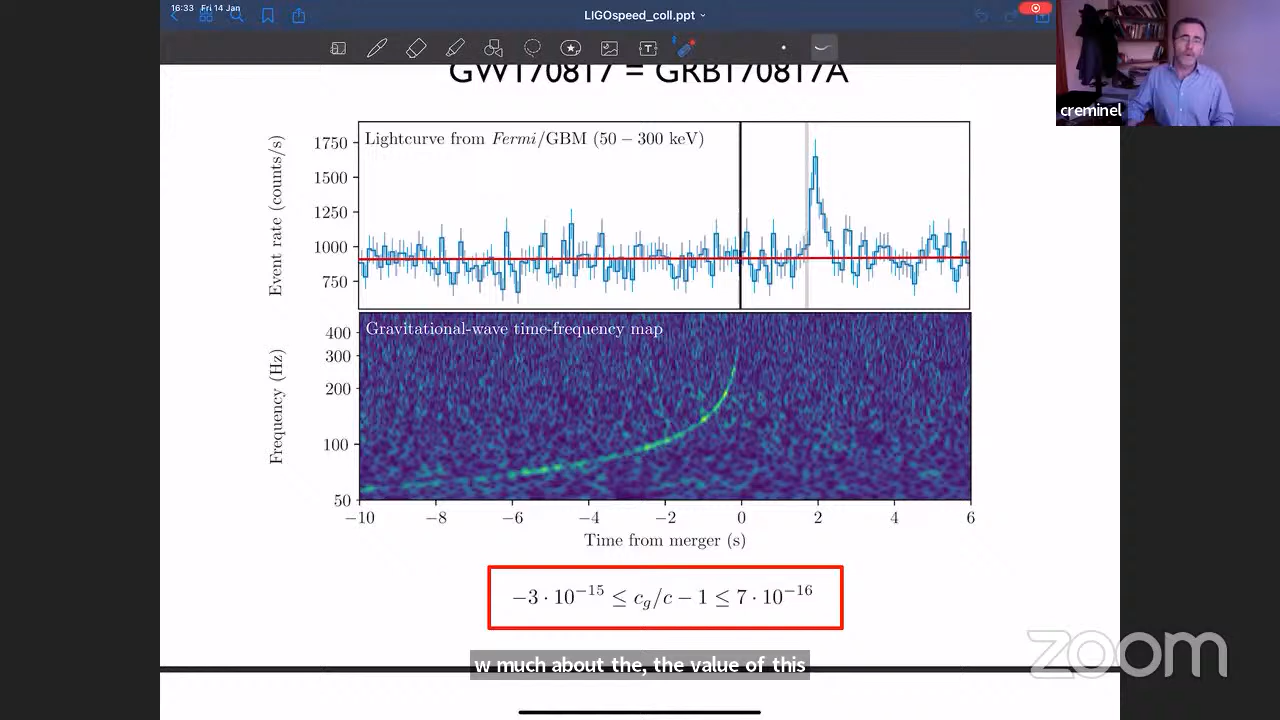 16:33 Fri 14 Jan
LIGOspeed_coll.ppt
creminel
GW170817 = GRB170817A
Lightcurve from Fermi/GBM (50 − 300 keV)
Event rate (counts/s)
1750
1500
1250
1000
750
Gravitational-wave time-frequency map
Frequency (Hz)
400
300
200
100
50
−10 −8 −6 −4 −2 0 2 4 6
Time from merger (s)
−3 · 10⁻¹⁵ ≤ c_g/c − 1 ≤ 7 · 10⁻¹⁶
w much about the, the value of this
zoom